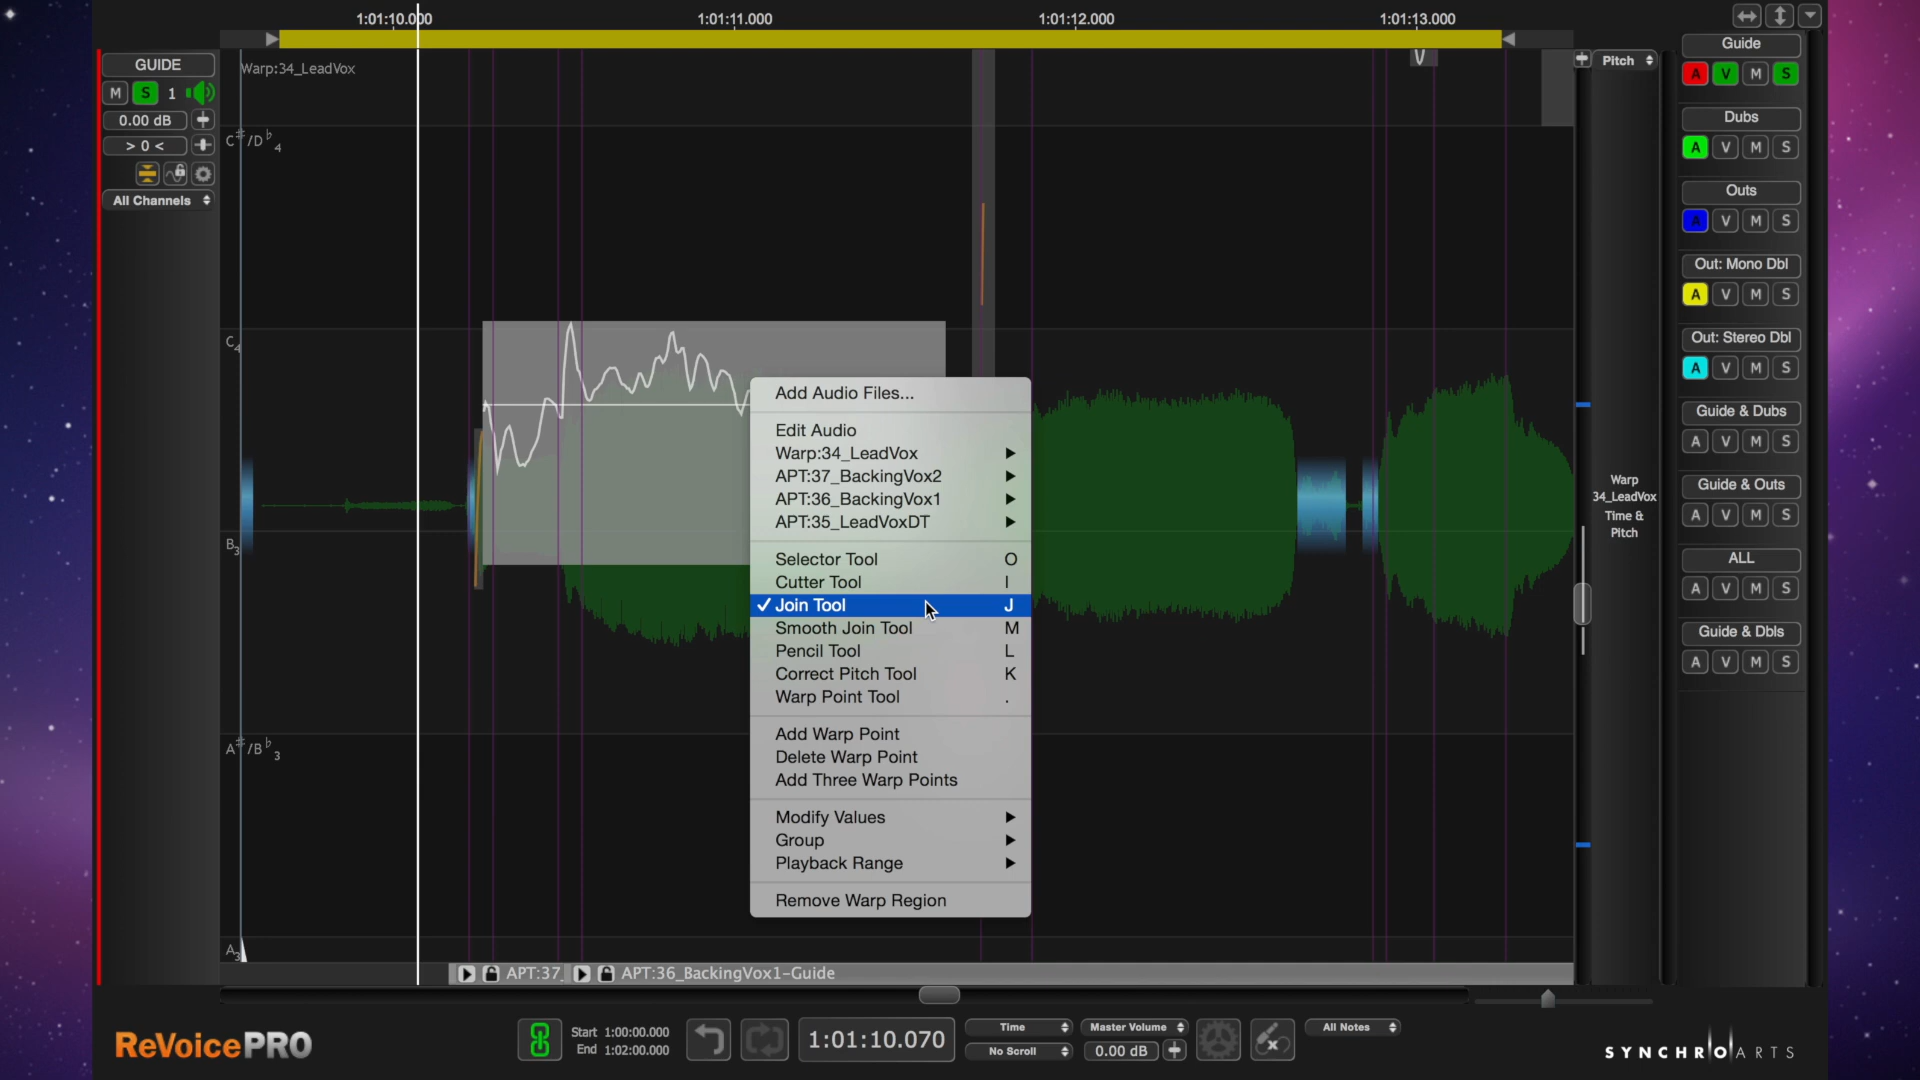 1:01:10.000 1:01:11.000 1:01:12.000 1:01:13.000
GUIDE
M S 1
0.00 dB
> 0 <
All Channels
Warp:34_LeadVox
C#/D♭4
C4
B3
A#/B♭3
A3
V
Add Audio Files...
Edit Audio
Warp:34_LeadVox
APT:37_BackingVox2
APT:36_BackingVox1
APT:35_LeadVoxDT
Selector Tool O
Cutter Tool I
✓ Join Tool J
Smooth Join Tool M
Pencil Tool L
Correct Pitch Tool K
Warp Point Tool .
Add Warp Point
Delete Warp Point
Add Three Warp Points
Modify Values
Group
Playback Range
Remove Warp Region
Pitch
Warp
34_LeadVox
Time &
Pitch
Guide
A V M S
Dubs
A V M S
Outs
A V M S
Out: Mono Dbl
A V M S
Out: Stereo Dbl
A V M S
Guide & Dubs
A V M S
Guide & Outs
A V M S
ALL
A V M S
Guide & Dbls
A V M S
APT:37_ APT:36_BackingVox1-Guide
ReVoicePRO
Start 1:00:00.000
End 1:02:00.000
1:01:10.070
Time
No Scroll
Master Volume
0.00 dB
All Notes
SYNCHROARTS